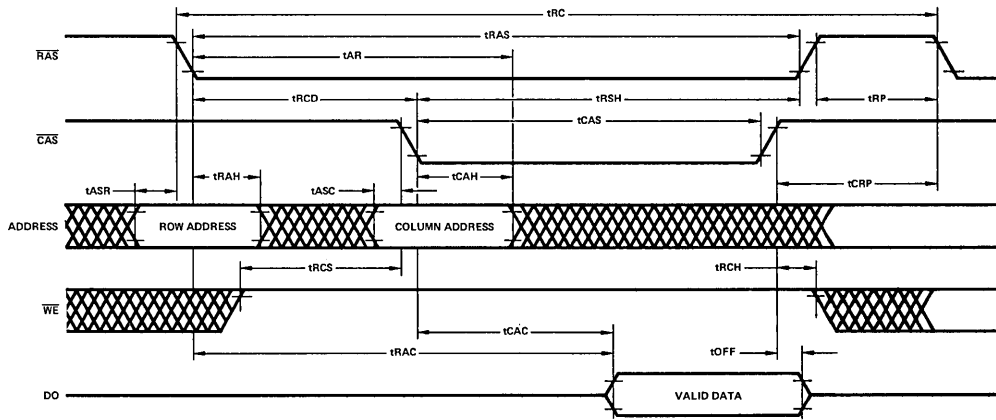 tRC
tRAS
RAS
tAR
tRCD
tRSH
tRP
CAS
tCAS
tASR
tRAH
tASC
tCAH
tCRP
ADDRESS
ROW ADDRESS
COLUMN ADDRESS
tRCS
tRCH
WE
tCAC
tRAC
tOFF
DO
VALID DATA